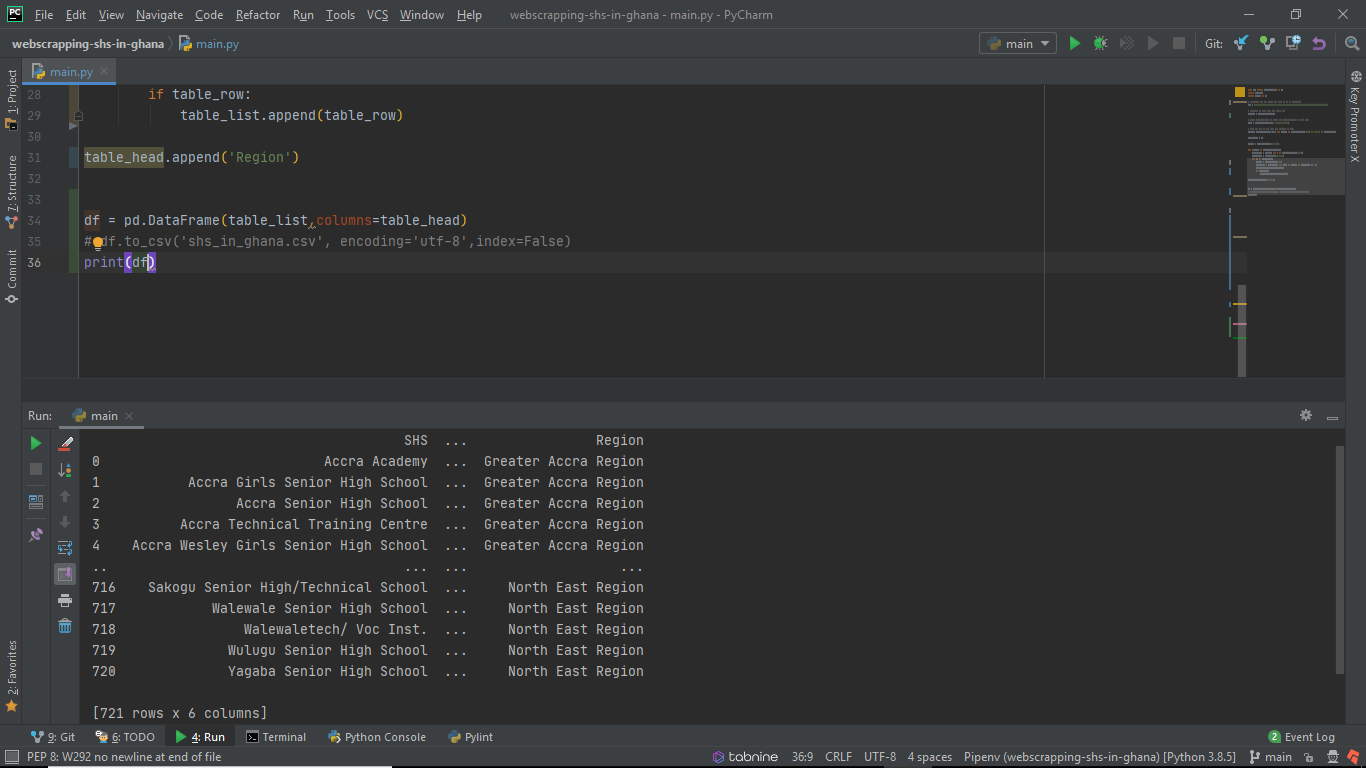 PC File Edit View Navigate Code Refactor Run Tools VCS Window Help webscrapping-shs-in-ghana - main.py - PyCharm
webscrapping-shs-in-ghana main.py main Git:
1: Project
7: Structure
Commit
2: Favorites
main.py
28 if table_row:
29 table_list.append(table_row)
30
31 table_head.append('Region')
32
33
34 df = pd.DataFrame(table_list,columns=table_head)
35 # df.to_csv('shs_in_ghana.csv', encoding='utf-8',index=False)
36 print(df)
Key Promoter X
Run: main
SHS ... Region
0 Accra Academy ... Greater Accra Region
1 Accra Girls Senior High School ... Greater Accra Region
2 Accra Senior High School ... Greater Accra Region
3 Accra Technical Training Centre ... Greater Accra Region
4 Accra Wesley Girls Senior High School ... Greater Accra Region
.. ... ... ...
716 Sakogu Senior High/Technical School ... North East Region
717 Walewale Senior High School ... North East Region
718 Walewaletech/ Voc Inst. ... North East Region
719 Wulugu Senior High School ... North East Region
720 Yagaba Senior High School ... North East Region
[721 rows x 6 columns]
9: Git 6: TODO 4: Run Terminal Python Console Pylint 2 Event Log
PEP 8: W292 no newline at end of file tabnine 36:9 CRLF UTF-8 4 spaces Pipenv (webscrapping-shs-in-ghana) [Python 3.8.5] main